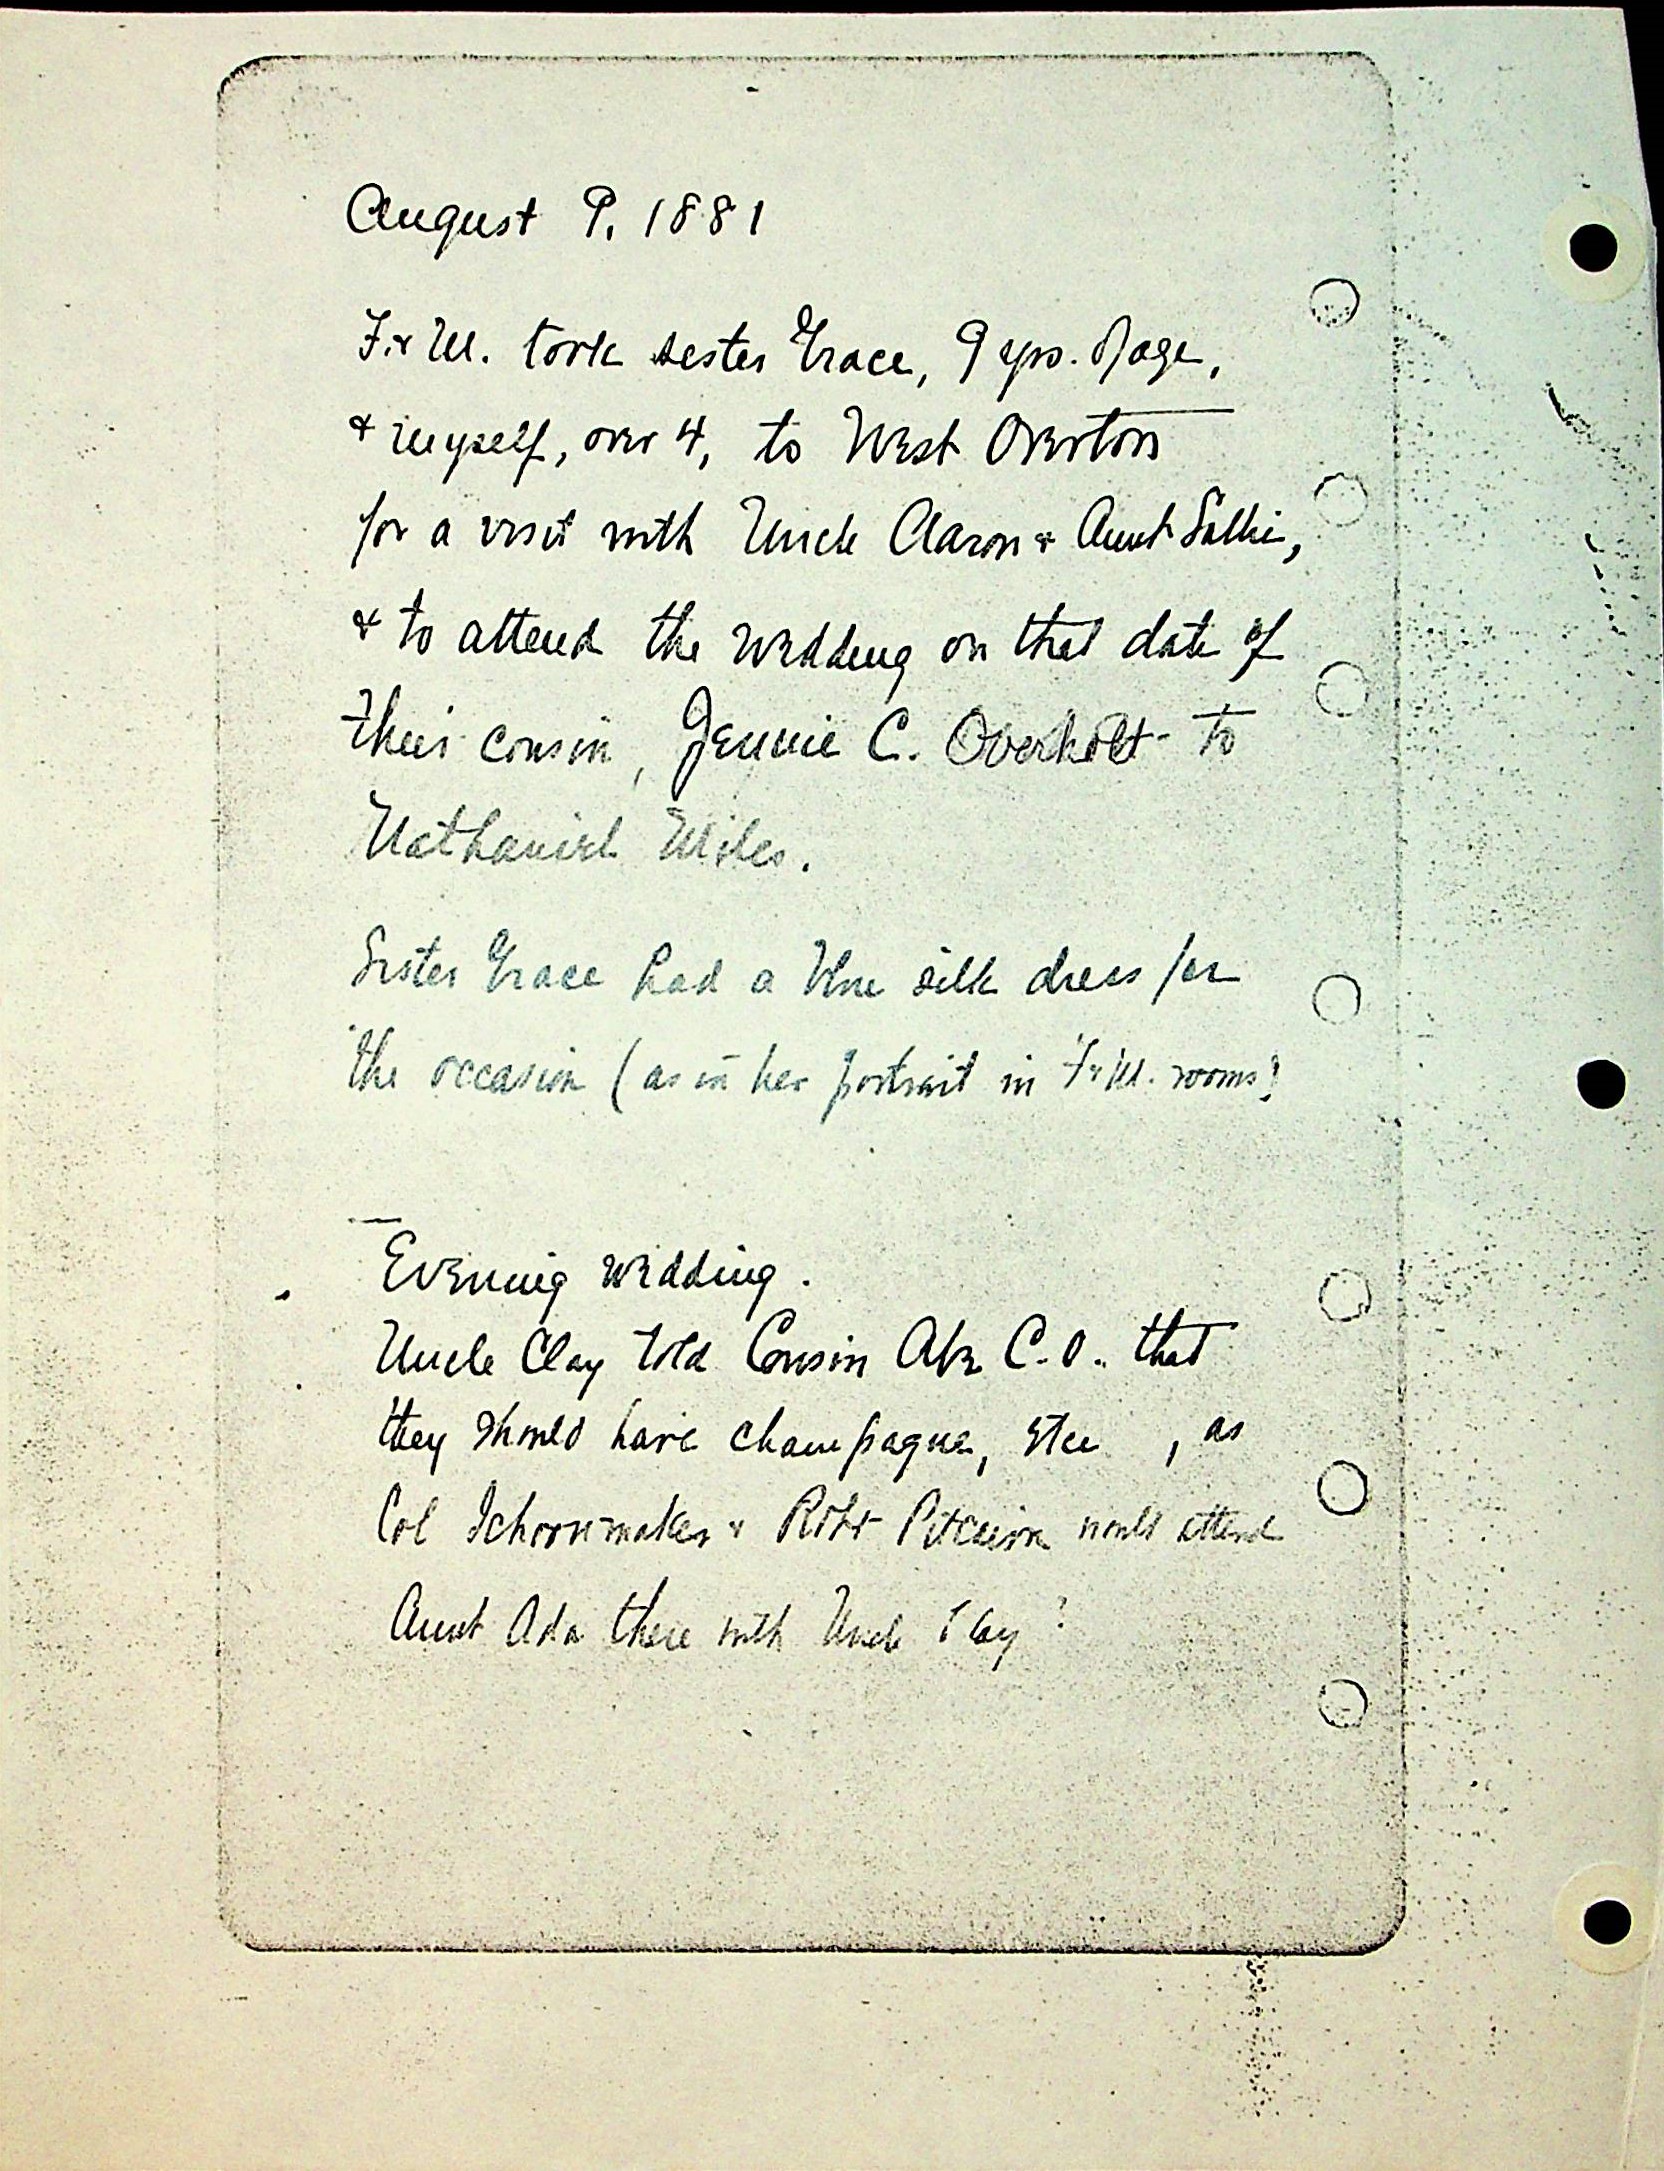 August 9, 1881
F. & M. took sister Grace, 9 yrs. of age,
& myself, over 4, to West Overton
for a visit with Uncle Aaron & Aunt Sallie,
& to attend the wedding on that date of
their cousin, Jennie C. Overholt to
Nathaniel Miles.
Sister Grace had a blue silk dress for
the occasion (as in her portrait in F & M. rooms)
Evening wedding.
Uncle Clay told Cousin Abr. C. O. that
they should have champagne, etc , as
Col Schoonmaker & Robt Pitcairn would attend
Aunt Ada there with Uncle Clay?